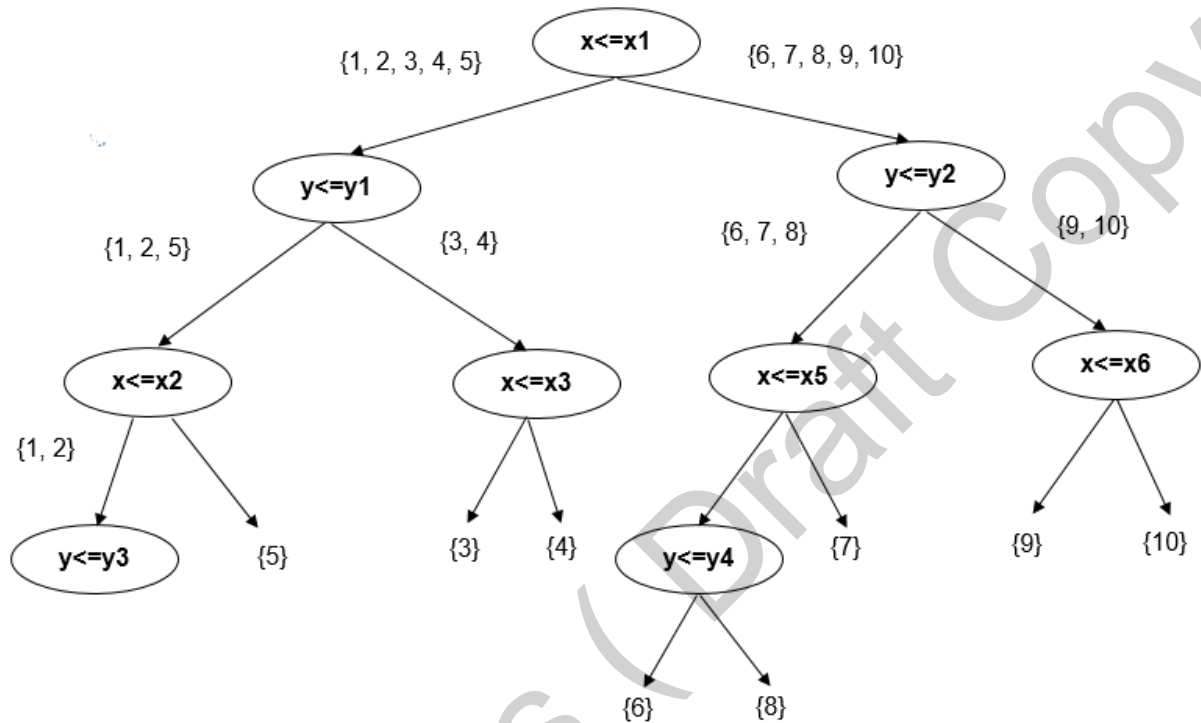 x<=x1
{1, 2, 3, 4, 5}
{6, 7, 8, 9, 10}
y<=y1
y<=y2
{1, 2, 5}
{3, 4}
{6, 7, 8}
{9, 10}
x<=x2
x<=x3
x<=x5
x<=x6
{1, 2}
y<=y3
{5}
{3}
{4}
y<=y4
{7}
{9}
{10}
{6}
{8}
s ( Draft Copy